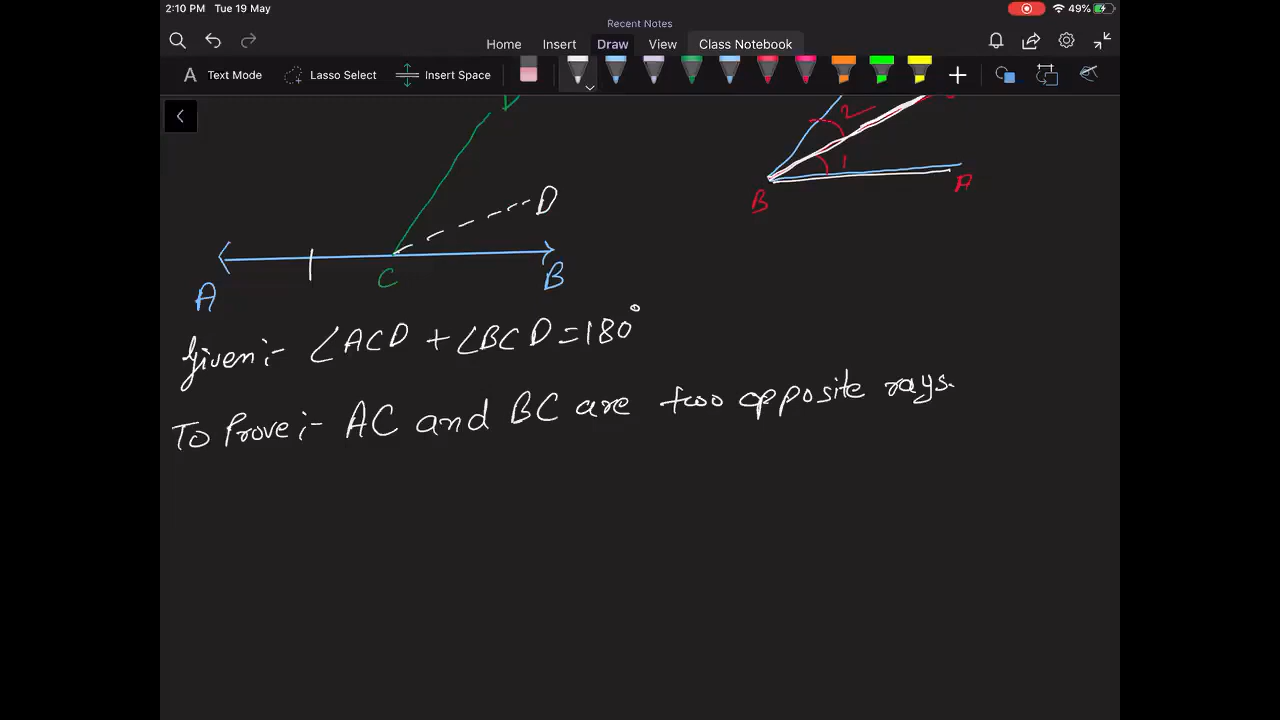 2:10 PM Tue 19 May
49%
Recent Notes
Home Insert Draw View Class Notebook
Text Mode Lasso Select Insert Space
2
1
B
A
D
C
A
B
Given :- ∠ACD + ∠BCD = 180°
To Prove :- AC and BC are two opposite rays.